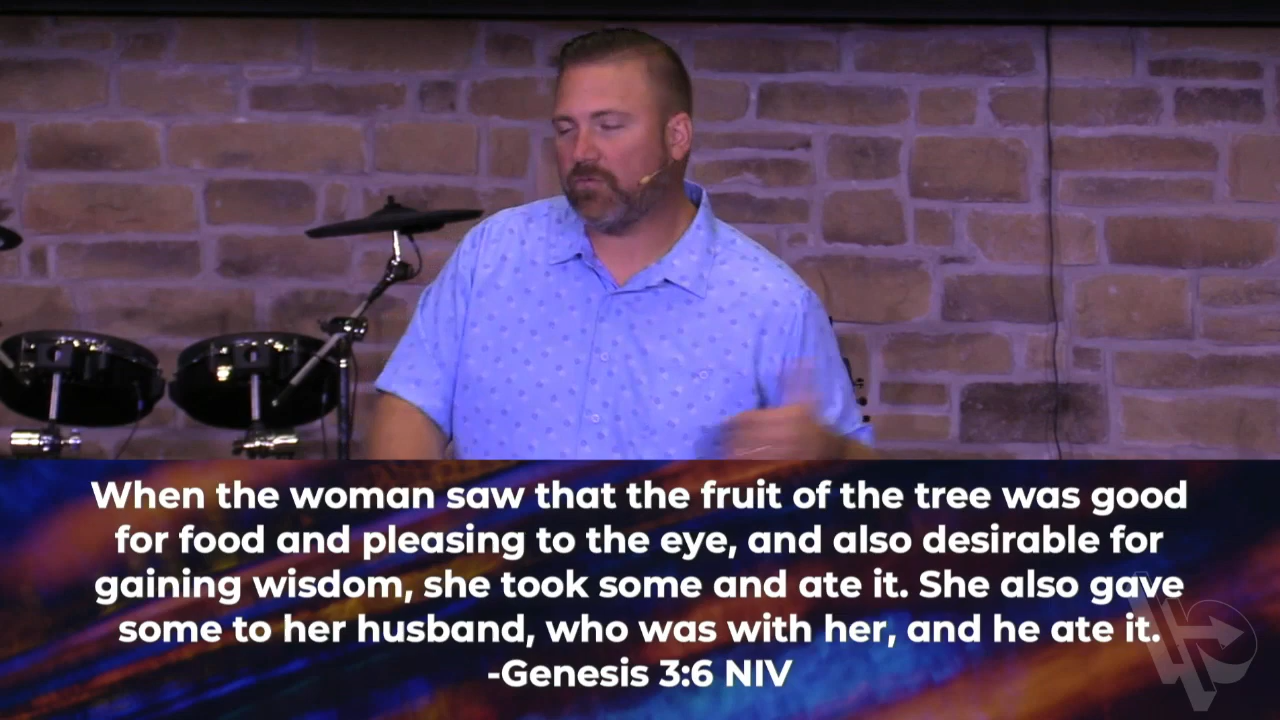 When the woman saw that the fruit of the tree was good
for food and pleasing to the eye, and also desirable for
gaining wisdom, she took some and ate it. She also gave
some to her husband, who was with her, and he ate it.
-Genesis 3:6 NIV